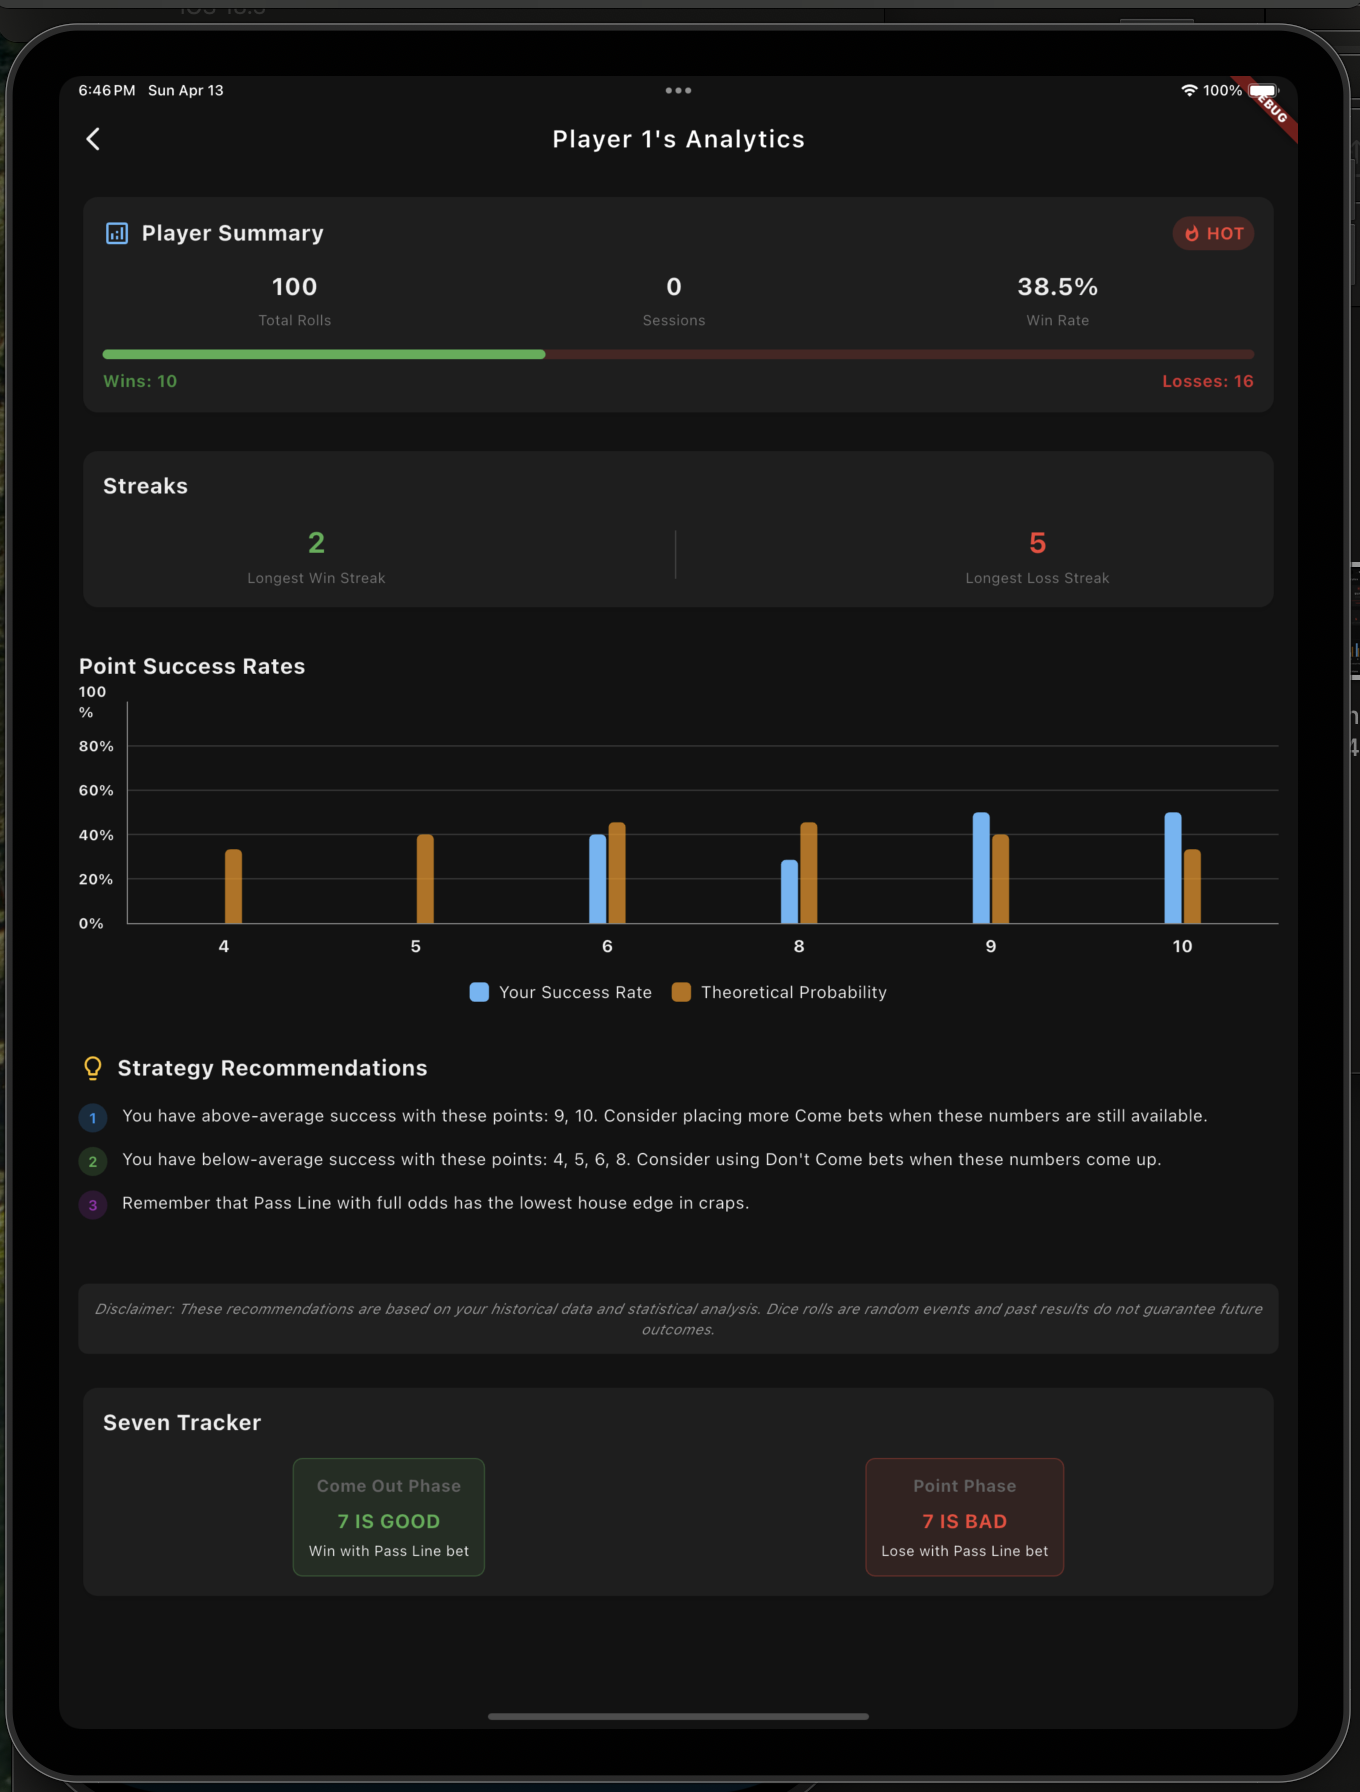 6:46 PM Sun Apr 13
100%
Player 1's Analytics
Player Summary
HOT
100
0
38.5%
Total Rolls
Sessions
Win Rate
Wins: 10
Losses: 16
Streaks
2
5
Longest Win Streak
Longest Loss Streak
Point Success Rates
100
%
80%
60%
40%
20%
0%
4
5
6
8
9
10
Your Success Rate
Theoretical Probability
Strategy Recommendations
1 You have above-average success with these points: 9, 10. Consider placing more Come bets when these numbers are still available.
2 You have below-average success with these points: 4, 5, 6, 8. Consider using Don't Come bets when these numbers come up.
3 Remember that Pass Line with full odds has the lowest house edge in craps.
Disclaimer: These recommendations are based on your historical data and statistical analysis. Dice rolls are random events and past results do not guarantee future
outcomes.
Seven Tracker
Come Out Phase
7 IS GOOD
Win with Pass Line bet
Point Phase
7 IS BAD
Lose with Pass Line bet